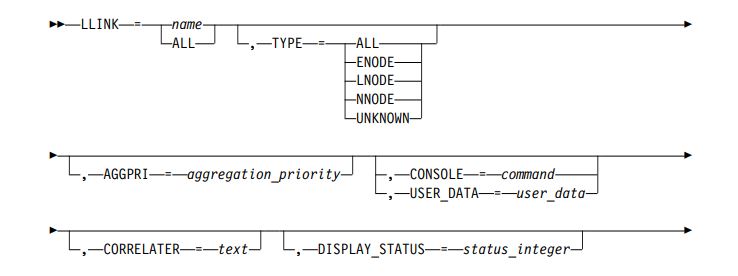 LLINK = name , TYPE = ALL
ALL ENODE
LNODE
NNODE
UNKNOWN
, AGGPRI = aggregation_priority , CONSOLE = command
, USER_DATA = user_data
, CORRELATER = text , DISPLAY_STATUS = status_integer